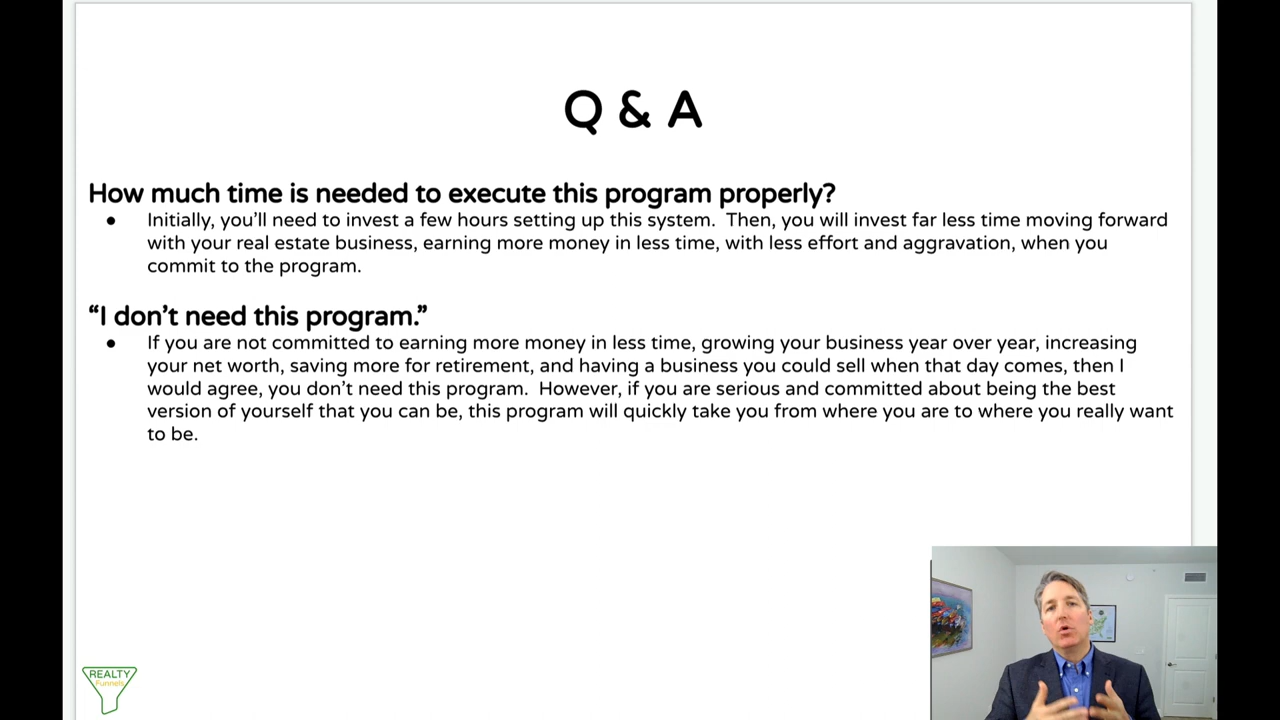 Q & A
How much time is needed to execute this program properly?
● Initially, you’ll need to invest a few hours setting up this system.  Then, you will invest far less time moving forward
with your real estate business, earning more money in less time, with less effort and aggravation, when you
commit to the program.
“I don’t need this program.”
● If you are not committed to earning more money in less time, growing your business year over year, increasing
your net worth, saving more for retirement, and having a business you could sell when that day comes, then I
would agree, you don’t need this program.  However, if you are serious and committed about being the best
version of yourself that you can be, this program will quickly take you from where you are to where you really want
to be.
REALTY
Funnels